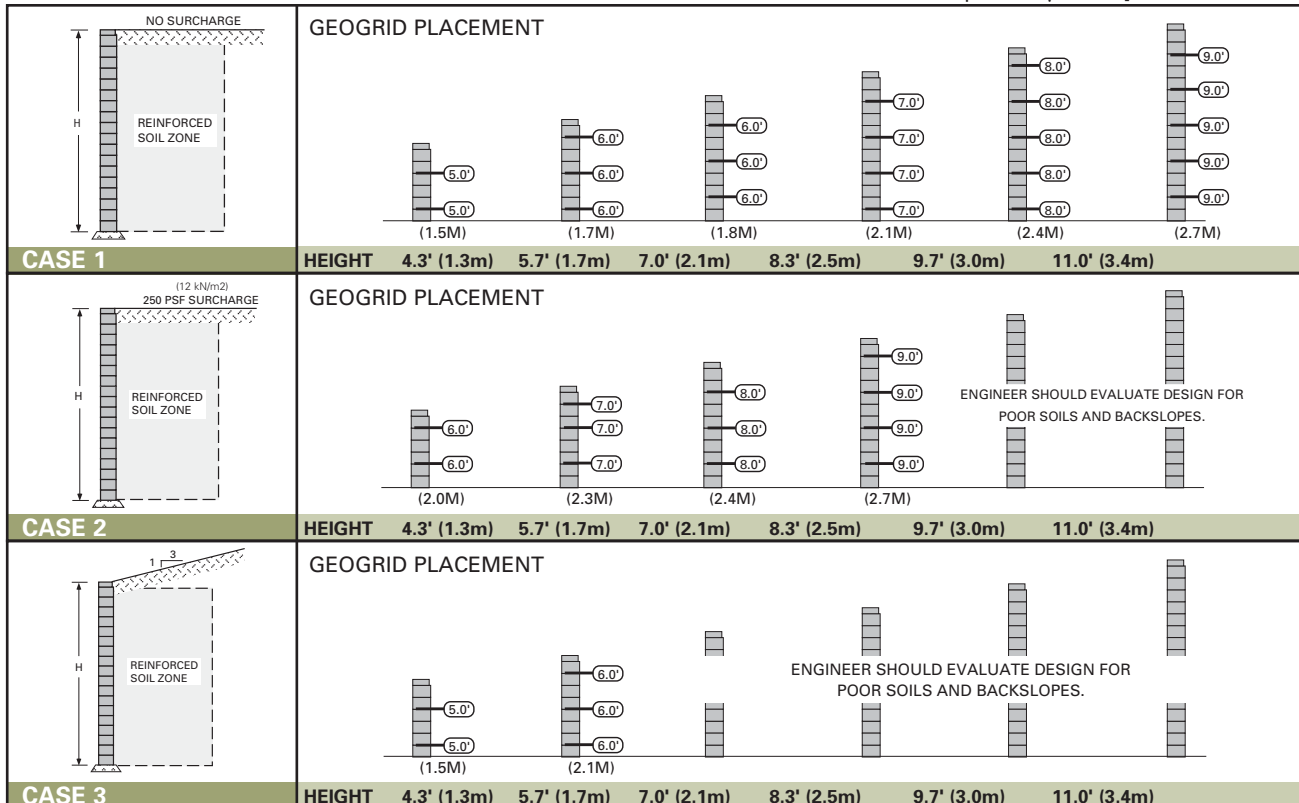 NO SURCHARGE
H
REINFORCED
SOIL ZONE
CASE 1
GEOGRID PLACEMENT
5.0'
5.0'
(1.5M)
6.0'
6.0'
6.0'
(1.7M)
6.0'
6.0'
6.0'
(1.8M)
7.0'
7.0'
7.0'
7.0'
(2.1M)
8.0'
8.0'
8.0'
8.0'
8.0'
(2.4M)
9.0'
9.0'
9.0'
9.0'
9.0'
(2.7M)
HEIGHT 4.3' (1.3m) 5.7' (1.7m) 7.0' (2.1m) 8.3' (2.5m) 9.7' (3.0m) 11.0' (3.4m)
(12 kN/m2)
250 PSF SURCHARGE
H
REINFORCED
SOIL ZONE
CASE 2
GEOGRID PLACEMENT
6.0'
6.0'
(2.0M)
7.0'
7.0'
7.0'
(2.3M)
8.0'
8.0'
8.0'
(2.4M)
9.0'
9.0'
9.0'
9.0'
(2.7M)
ENGINEER SHOULD EVALUATE DESIGN FOR
POOR SOILS AND BACKSLOPES.
HEIGHT 4.3' (1.3m) 5.7' (1.7m) 7.0' (2.1m) 8.3' (2.5m) 9.7' (3.0m) 11.0' (3.4m)
3
1
H
REINFORCED
SOIL ZONE
CASE 3
GEOGRID PLACEMENT
5.0'
5.0'
(1.5M)
6.0'
6.0'
6.0'
(2.1M)
ENGINEER SHOULD EVALUATE DESIGN FOR
POOR SOILS AND BACKSLOPES.
HEIGHT 4.3' (1.3m) 5.7' (1.7m) 7.0' (2.1m) 8.3' (2.5m) 9.7' (3.0m) 11.0' (3.4m)